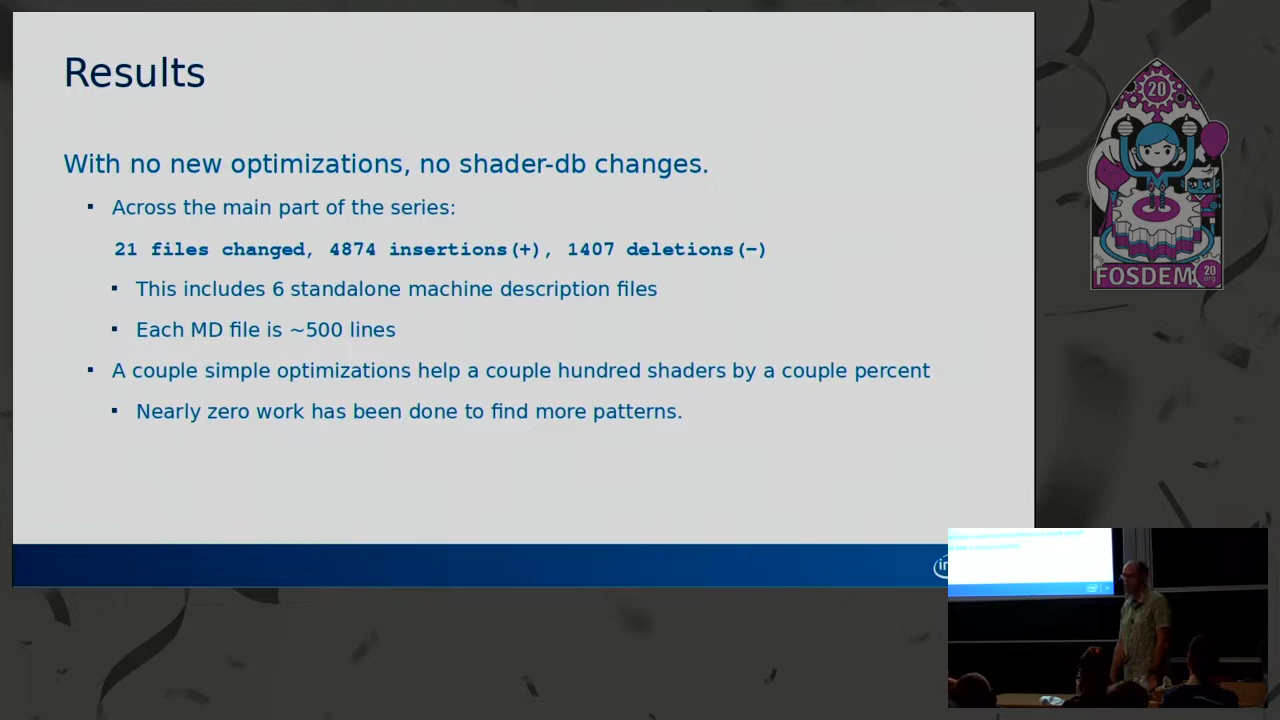 Results
With no new optimizations, no shader-db changes.
▪ Across the main part of the series:
21 files changed, 4874 insertions(+), 1407 deletions(-)
▪ This includes 6 standalone machine description files
▪ Each MD file is ~500 lines
▪ A couple simple optimizations help a couple hundred shaders by a couple percent
▪ Nearly zero work has been done to find more patterns.
20
FOSDEM
20
.org